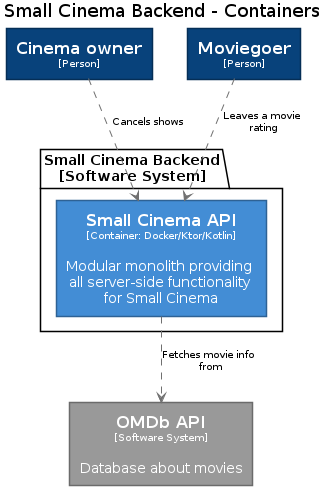 Small Cinema Backend - Containers
Cinema owner
[Person]
Moviegoer
[Person]
Cancels shows
Leaves a movie
rating
Small Cinema Backend
[Software System]
Small Cinema API
[Container: Docker/Ktor/Kotlin]
Modular monolith providing
all server-side functionality
for Small Cinema
Fetches movie info
from
OMDb API
[Software System]
Database about movies